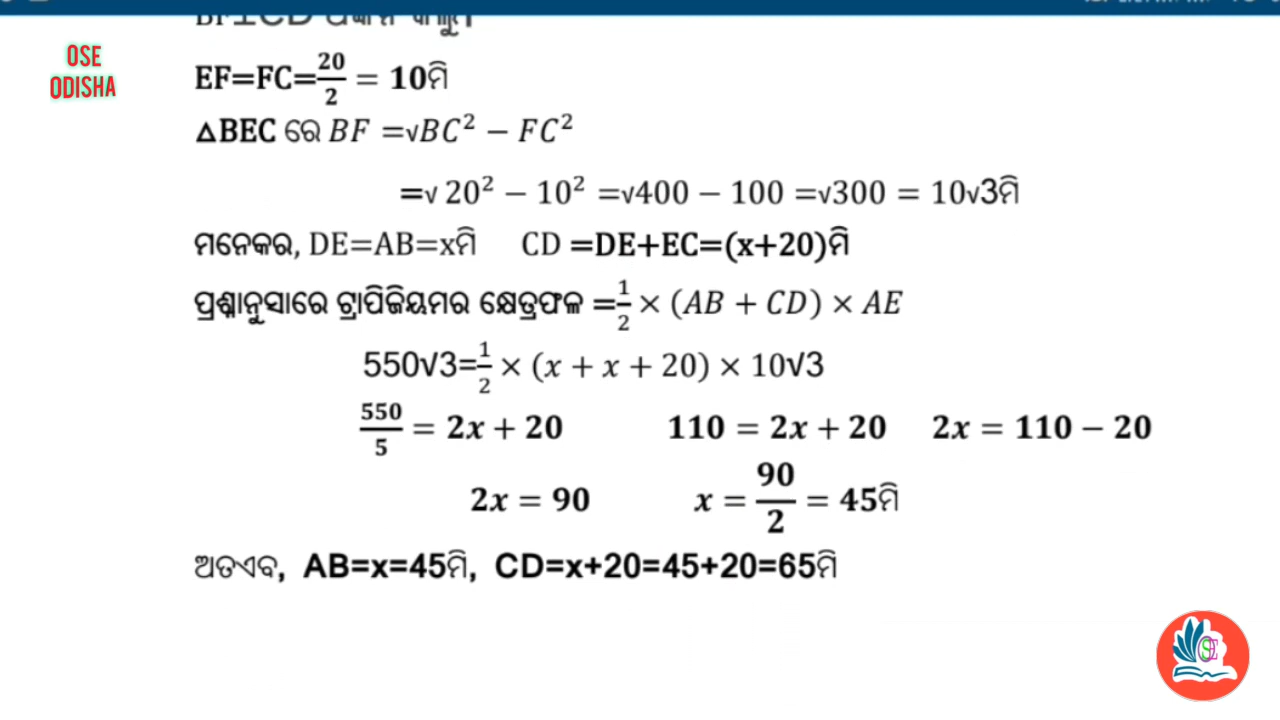 OSE
ODISHA
BF⊥CD
EF=FC=20/2 = 10ମି
△BEC ରେ BF =√BC² − FC²
=√ 20² − 10² =√400 − 100 =√300 = 10√3ମି
ମନେକର, DE=AB=xମି CD =DE+EC=(x+20)ମି
ପ୍ରଶ୍ନାନୁସାରେ ଟ୍ରାପିଜିୟମର କ୍ଷେତ୍ରଫଳ =1/2 × (AB + CD) × AE
550√3=1/2 × (x + x + 20) × 10√3
550/5 = 2x + 20 110 = 2x + 20 2x = 110 − 20
2x = 90 x = 90/2 = 45ମି
ଅତଏବ, AB=x=45ମି, CD=x+20=45+20=65ମି